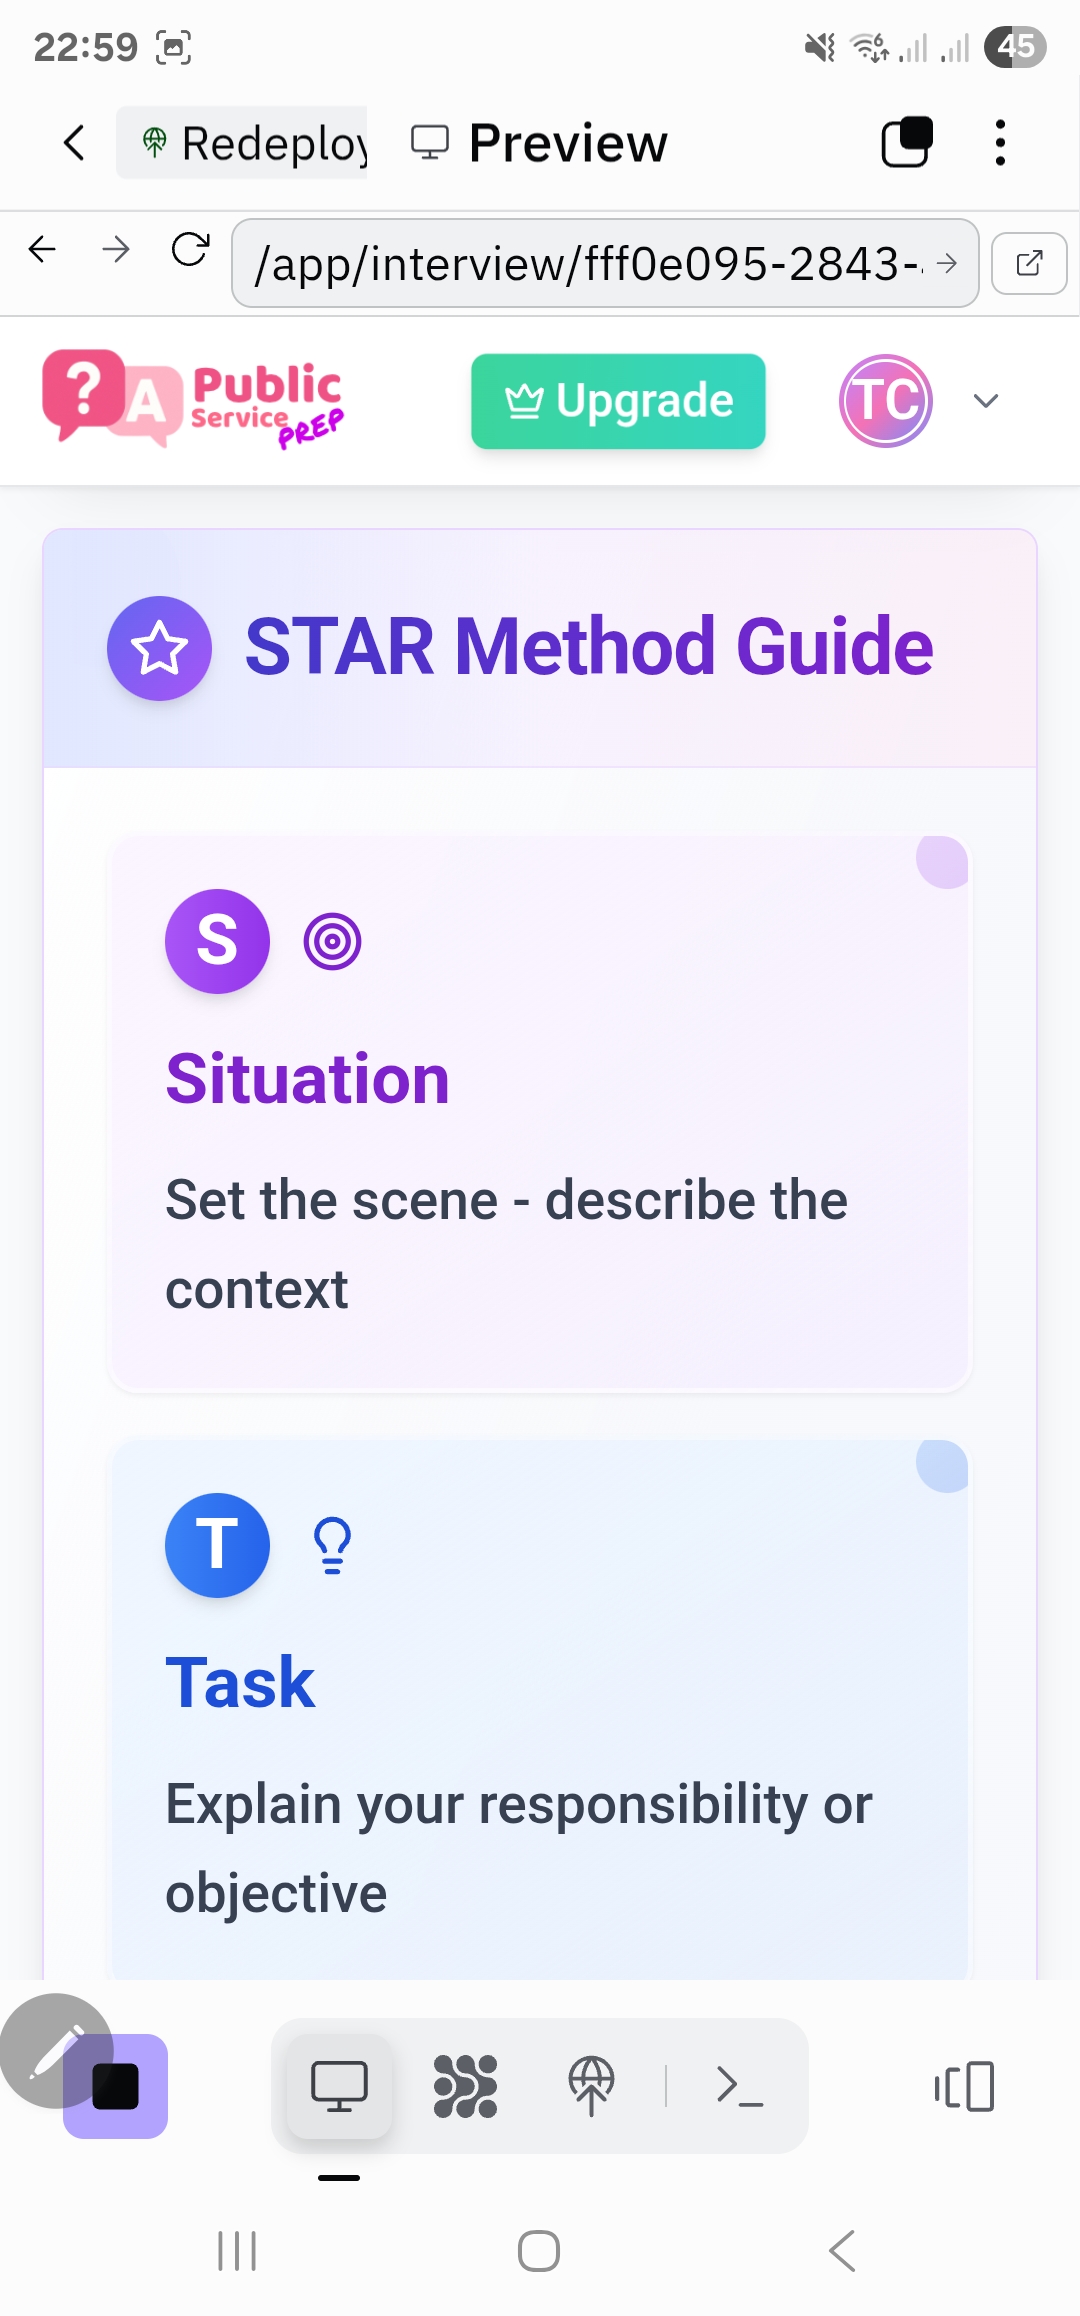 22:59
6
45
Redeploy
Preview
/app/interview/fff0e095-2843-
? A Public
Service
PREP
Upgrade
TC
STAR Method Guide
S
Situation
Set the scene - describe the
context
T
Task
Explain your responsibility or
objective